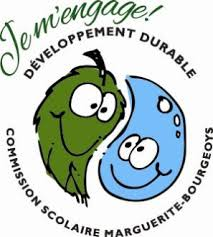 Je m'engage!
DÉVELOPPEMENT DURABLE
COMMISSION SCOLAIRE MARGUERITE-BOURGEOYS